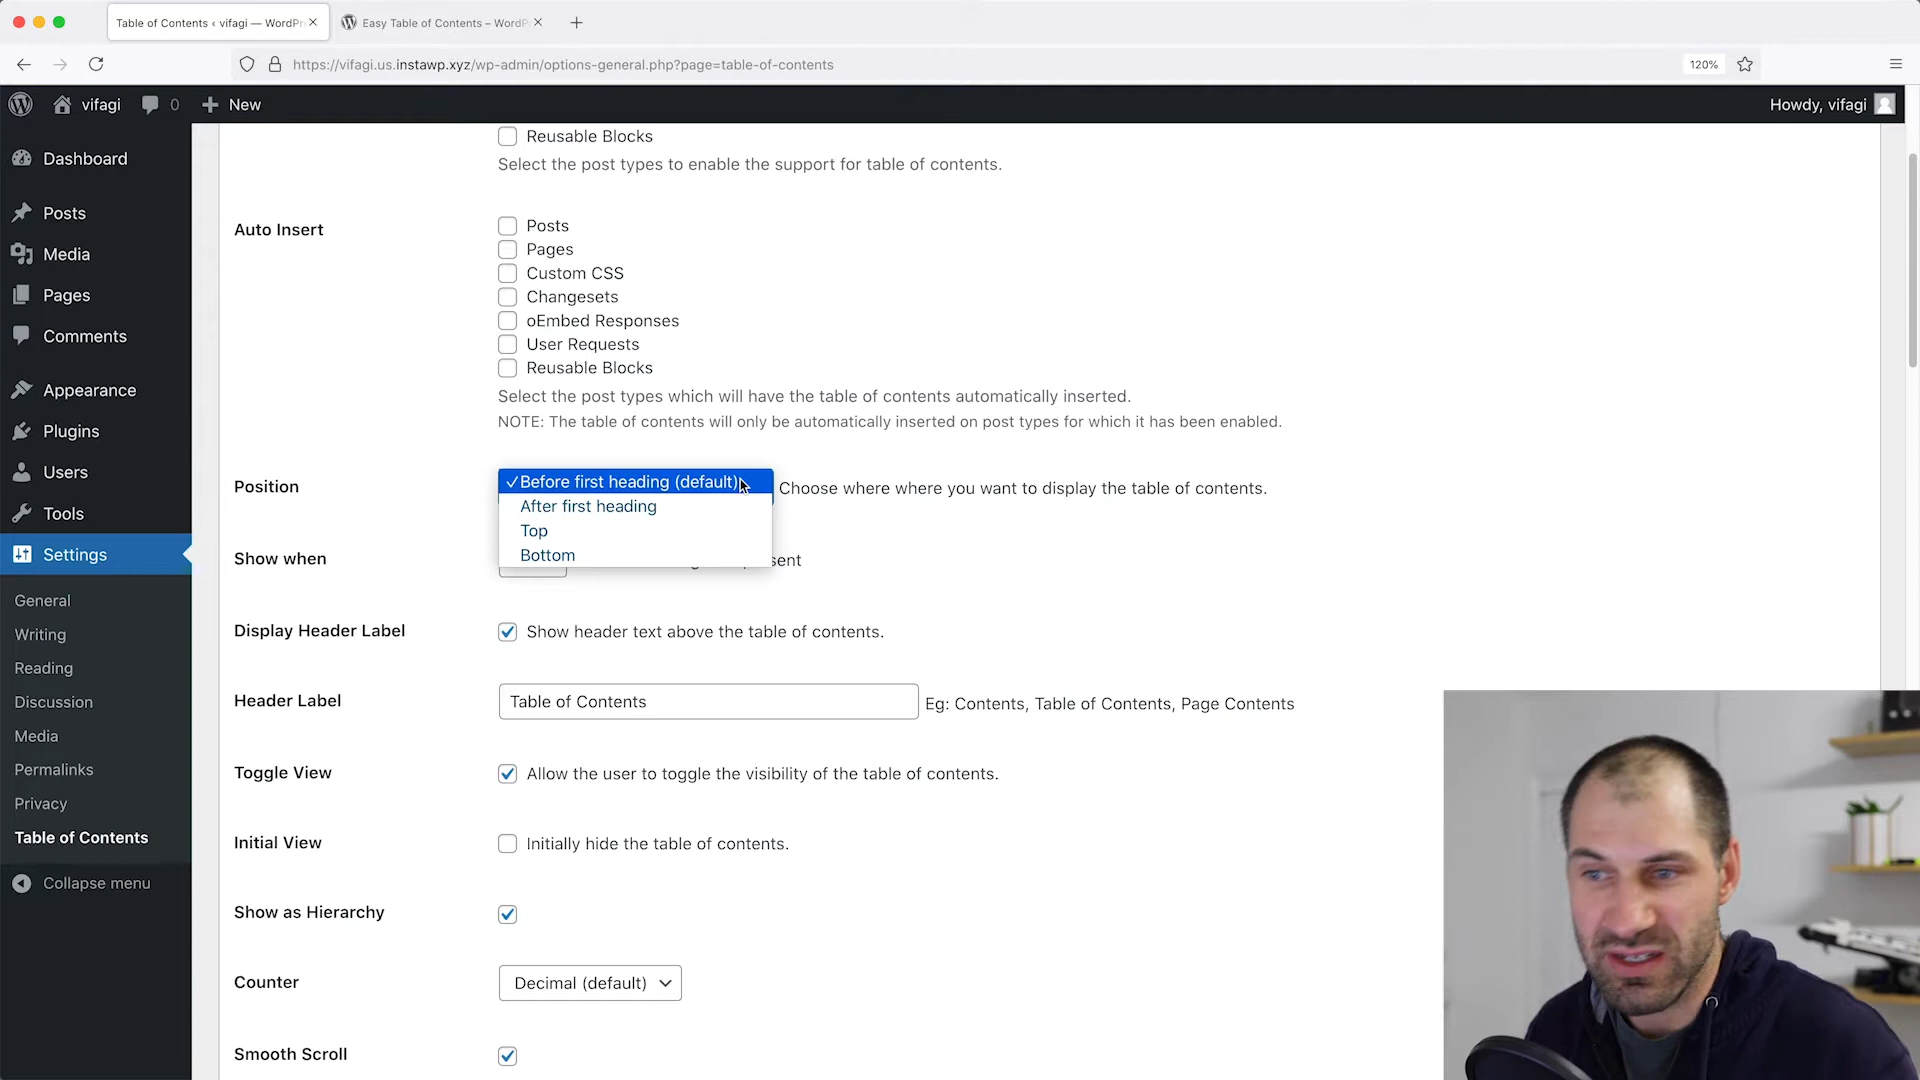 Table of Contents ‹ vifagi — WordPr
Easy Table of Contents – WordP
https://vifagi.us.instawp.xyz/wp-admin/options-general.php?page=table-of-contents
120%
vifagi
0
New
Howdy, vifagi
Dashboard
Posts
Media
Pages
Comments
Appearance
Plugins
Users
Tools
Settings
General
Writing
Reading
Discussion
Media
Permalinks
Privacy
Table of Contents
Collapse menu
Reusable Blocks
Select the post types to enable the support for table of contents.
Auto Insert
Posts
Pages
Custom CSS
Changesets
oEmbed Responses
User Requests
Reusable Blocks
Select the post types which will have the table of contents automatically inserted.
NOTE: The table of contents will only be automatically inserted on post types for which it has been enabled.
Position
Before first heading (default)
After first heading
Top
Bottom
Choose where where you want to display the table of contents.
Show when
Display Header Label
Show header text above the table of contents.
Header Label
Table of Contents
Eg: Contents, Table of Contents, Page Contents
Toggle View
Allow the user to toggle the visibility of the table of contents.
Initial View
Initially hide the table of contents.
Show as Hierarchy
Counter
Decimal (default)
Smooth Scroll